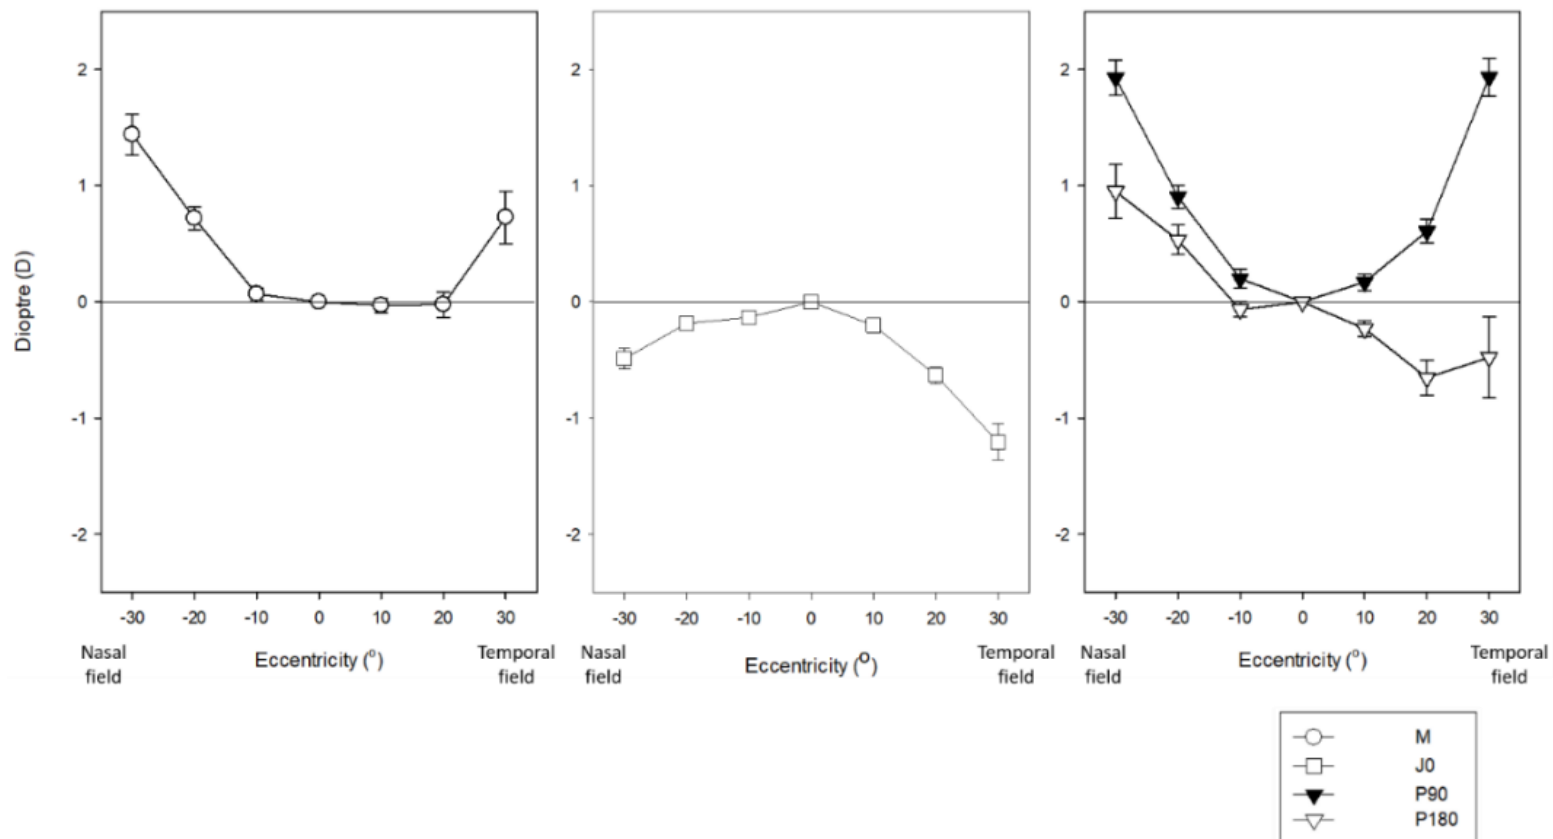 Dioptre (D)
2
1
0
-1
-2
-30 -20 -10 0 10 20 30
Nasal field
Eccentricity (°)
Temporal field
2
1
0
-1
-2
-30 -20 -10 0 10 20 30
Nasal field
Eccentricity (°)
Temporal field
2
1
0
-1
-2
-30 -20 -10 0 10 20 30
Nasal field
Eccentricity (°)
Temporal field
M
J0
P90
P180